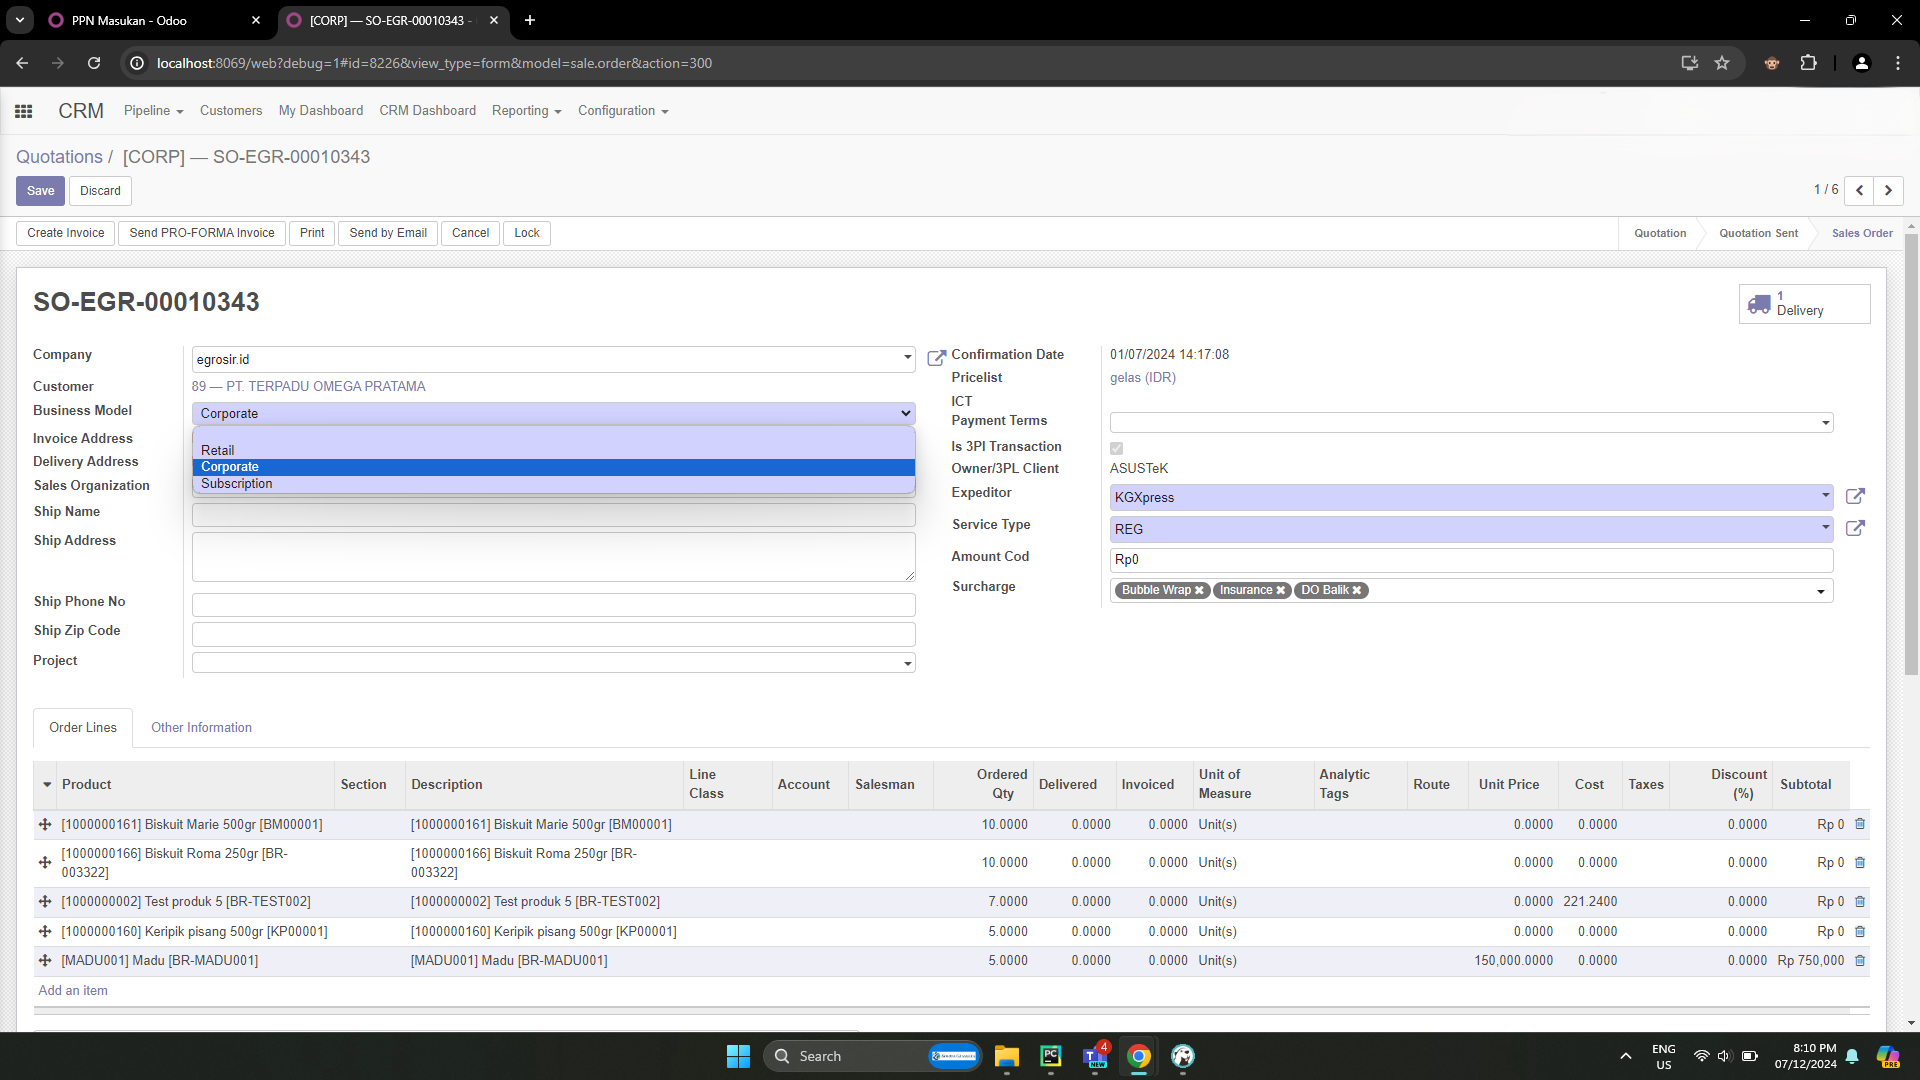 PPN Masukan - Odoo
[CORP] — SO-EGR-00010343 -
localhost:8069/web?debug=1#id=8226&view_type=form&model=sale.order&action=300
CRM Pipeline Customers My Dashboard CRM Dashboard Reporting Configuration
Quotations / [CORP] — SO-EGR-00010343
Save Discard
1 / 6
Create Invoice Send PRO-FORMA Invoice Print Send by Email Cancel Lock
Quotation Quotation Sent Sales Order
SO-EGR-00010343
1
Delivery
Company egrosir.id
Customer 89 — PT. TERPADU OMEGA PRATAMA
Business Model Corporate
Retail
Corporate
Subscription
Invoice Address
Delivery Address
Sales Organization
Ship Name
Ship Address
Ship Phone No
Ship Zip Code
Project
Confirmation Date 01/07/2024 14:17:08
Pricelist gelas (IDR)
ICT
Payment Terms
Is 3Pl Transaction
Owner/3PL Client ASUSTeK
Expeditor KGXpress
Service Type REG
Amount Cod Rp0
Surcharge Bubble Wrap Insurance DO Balik
Order Lines Other Information
Product Section Description Line Class Account Salesman Ordered Qty Delivered Invoiced Unit of Measure Analytic Tags Route Unit Price Cost Taxes Discount (%) Subtotal
[1000000161] Biskuit Marie 500gr [BM00001] [1000000161] Biskuit Marie 500gr [BM00001] 10.0000 0.0000 0.0000 Unit(s) 0.0000 0.0000 0.0000 Rp 0
[1000000166] Biskuit Roma 250gr [BR-003322] [1000000166] Biskuit Roma 250gr [BR-003322] 10.0000 0.0000 0.0000 Unit(s) 0.0000 0.0000 0.0000 Rp 0
[1000000002] Test produk 5 [BR-TEST002] [1000000002] Test produk 5 [BR-TEST002] 7.0000 0.0000 0.0000 Unit(s) 0.0000 221.2400 0.0000 Rp 0
[1000000160] Keripik pisang 500gr [KP00001] [1000000160] Keripik pisang 500gr [KP00001] 5.0000 0.0000 0.0000 Unit(s) 0.0000 0.0000 0.0000 Rp 0
[MADU001] Madu [BR-MADU001] [MADU001] Madu [BR-MADU001] 5.0000 0.0000 0.0000 Unit(s) 150,000.0000 0.0000 0.0000 Rp 750,000
Add an item
Search
PC
T
NEW
4
ENG
US
8:10 PM
07/12/2024
PRE